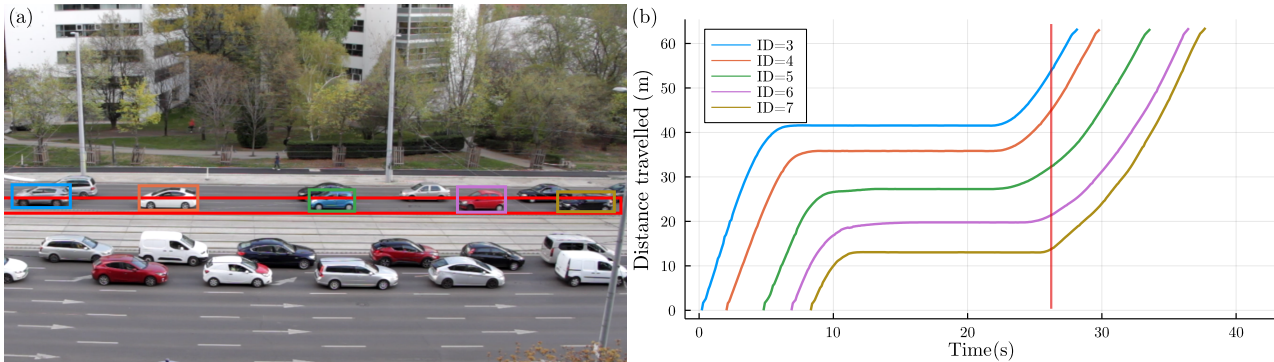 (a)
(b)
Distance travelled (m)
60
50
40
30
20
10
0
ID=3
ID=4
ID=5
ID=6
ID=7
0
10
20
30
40
Time(s)